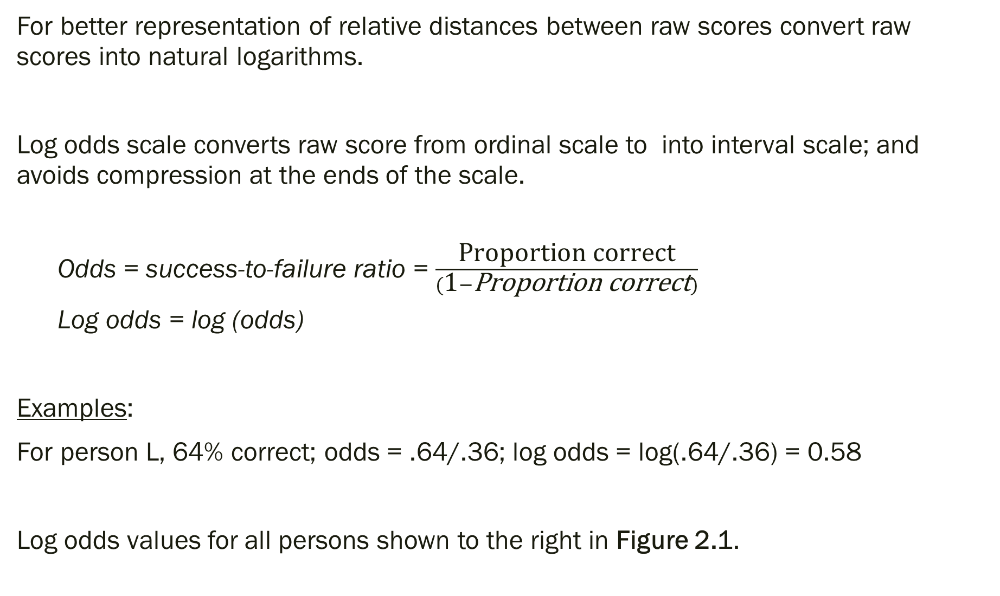 For better representation of relative distances between raw scores convert raw
scores into natural logarithms.
Log odds scale converts raw score from ordinal scale to  into interval scale; and
avoids compression at the ends of the scale.
Odds = success-to-failure ratio = Proportion correct / (1–Proportion correct)
Log odds = log (odds)
Examples:
For person L, 64% correct; odds = .64/.36; log odds = log(.64/.36) = 0.58
Log odds values for all persons shown to the right in Figure 2.1.